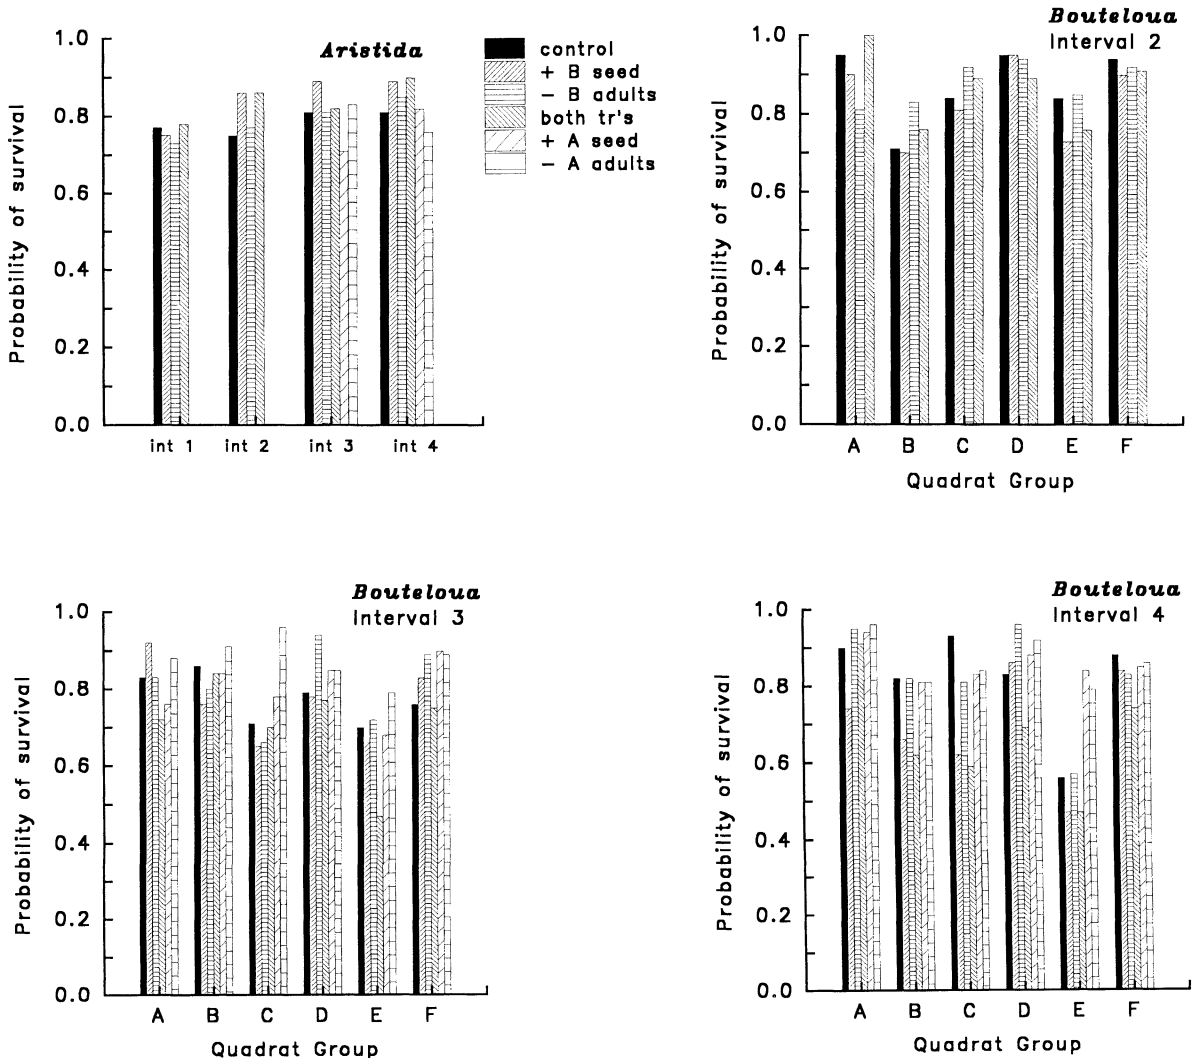 Aristida
Probability of survival
1.0
0.8
0.6
0.4
0.2
0.0
int 1 int 2 int 3 int 4
control
+ B seed
- B adults
both tr's
+ A seed
- A adults
Bouteloua
Interval 2
Probability of survival
1.0
0.8
0.6
0.4
0.2
0.0
A B C D E F
Quadrat Group
Bouteloua
Interval 3
Probability of survival
1.0
0.8
0.6
0.4
0.2
0.0
A B C D E F
Quadrat Group
Bouteloua
Interval 4
Probability of survival
1.0
0.8
0.6
0.4
0.2
0.0
A B C D E F
Quadrat Group